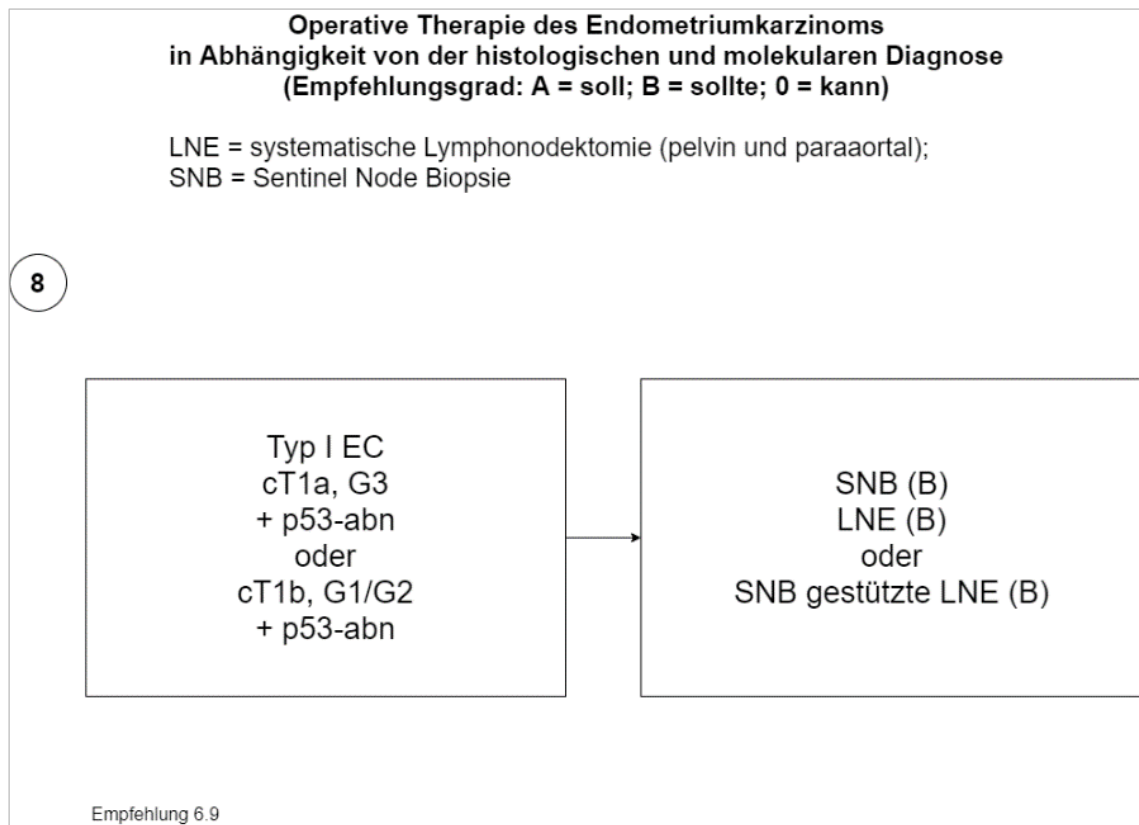 Operative Therapie des Endometriumkarzinoms
in Abhängigkeit von der histologischen und molekularen Diagnose
(Empfehlungsgrad: A = soll; B = sollte; 0 = kann)
LNE = systematische Lymphonodektomie (pelvin und paraaortal);
SNB = Sentinel Node Biopsie
8
Typ I EC
cT1a, G3
+ p53-abn
oder
cT1b, G1/G2
+ p53-abn
SNB (B)
LNE (B)
oder
SNB gestützte LNE (B)
Empfehlung 6.9